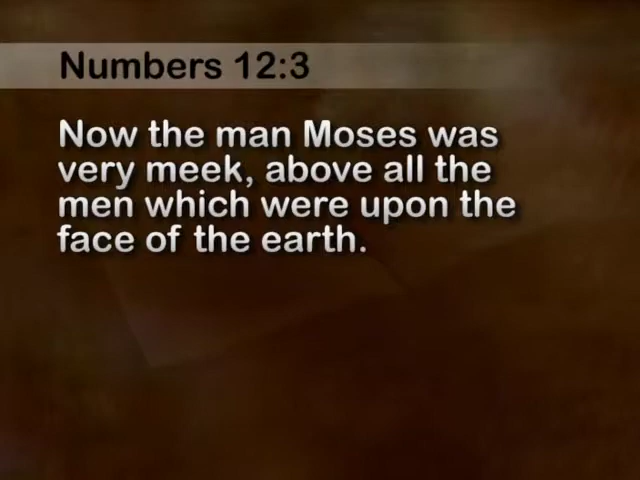 Numbers 12:3
Now the man Moses was
very meek, above all the
men which were upon the
face of the earth.